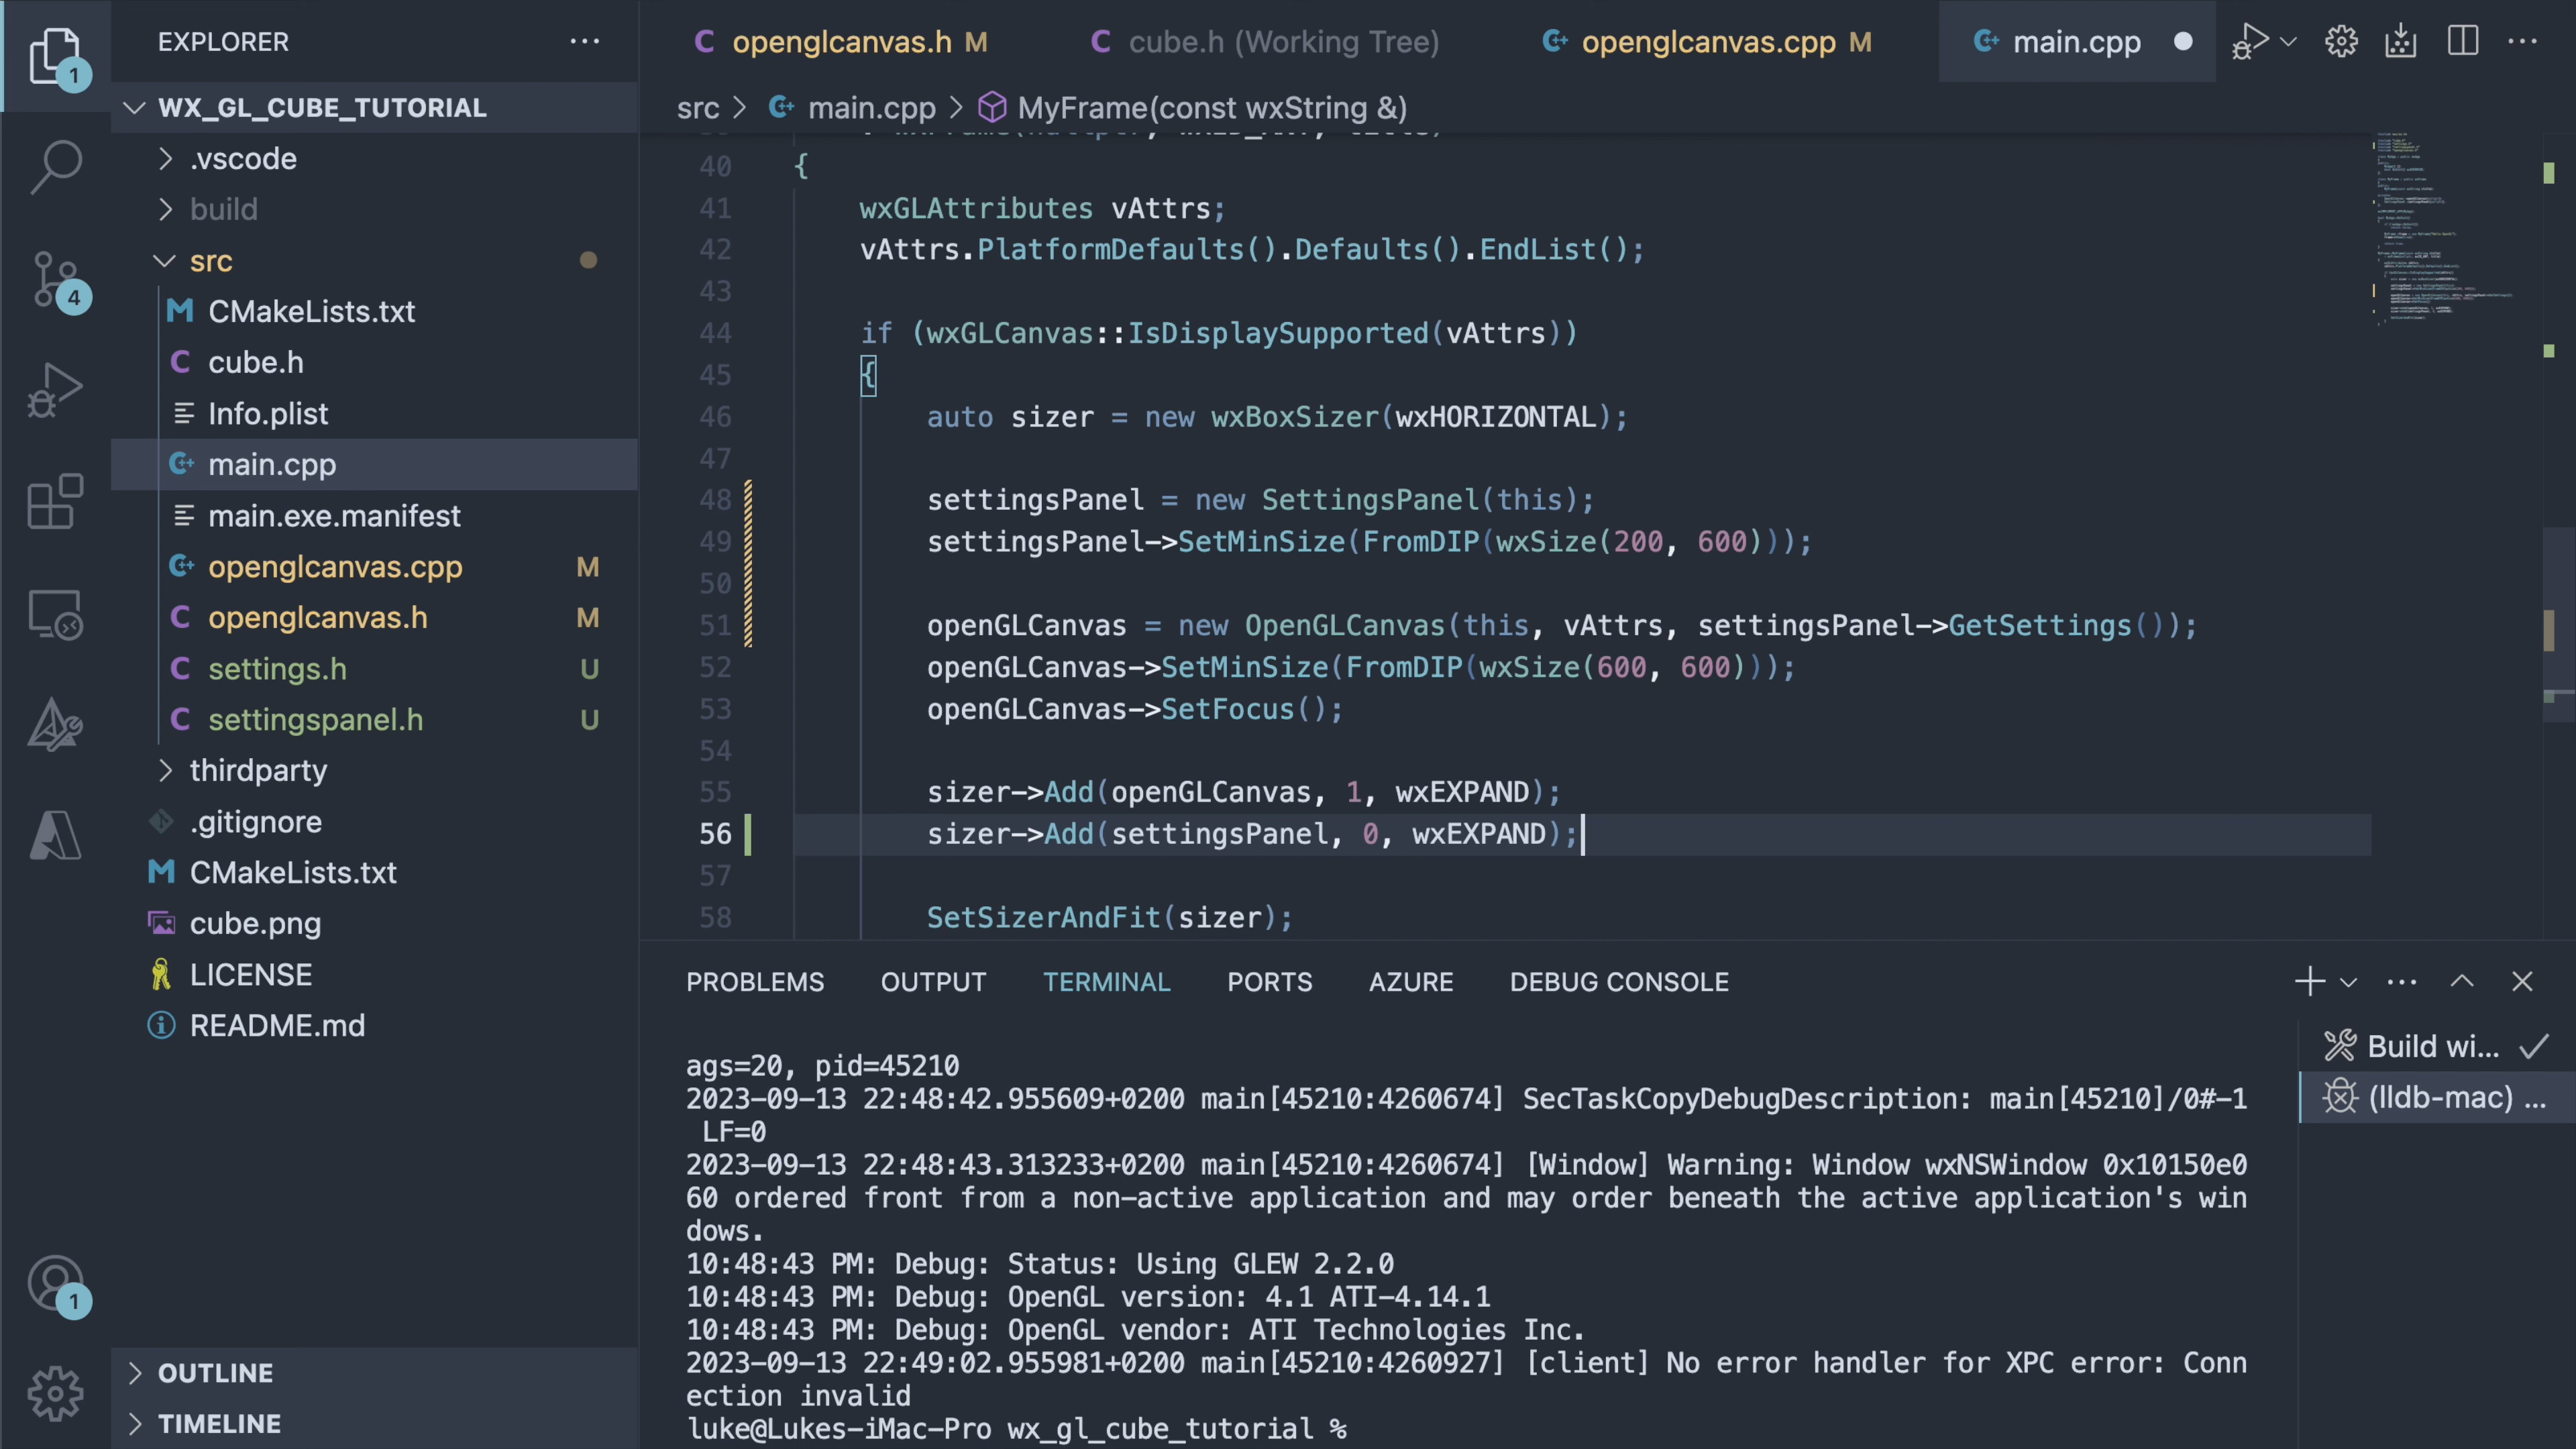 EXPLORER
WX_GL_CUBE_TUTORIAL
.vscode
build
src
CMakeLists.txt
cube.h
Info.plist
main.cpp
main.exe.manifest
openglcanvas.cpp M
openglcanvas.h M
settings.h U
settingspanel.h U
thirdparty
.gitignore
CMakeLists.txt
cube.png
LICENSE
README.md
OUTLINE
TIMELINE
1
4
1
openglcanvas.h M
cube.h (Working Tree)
openglcanvas.cpp M
main.cpp
src > main.cpp > MyFrame(const wxString &)
40 {
41 wxGLAttributes vAttrs;
42 vAttrs.PlatformDefaults().Defaults().EndList();
43
44 if (wxGLCanvas::IsDisplaySupported(vAttrs))
45 {
46 auto sizer = new wxBoxSizer(wxHORIZONTAL);
47
48 settingsPanel = new SettingsPanel(this);
49 settingsPanel->SetMinSize(FromDIP(wxSize(200, 600)));
50
51 openGLCanvas = new OpenGLCanvas(this, vAttrs, settingsPanel->GetSettings());
52 openGLCanvas->SetMinSize(FromDIP(wxSize(600, 600)));
53 openGLCanvas->SetFocus();
54
55 sizer->Add(openGLCanvas, 1, wxEXPAND);
56 sizer->Add(settingsPanel, 0, wxEXPAND);
57
58 SetSizerAndFit(sizer);
PROBLEMS OUTPUT TERMINAL PORTS AZURE DEBUG CONSOLE
ags=20, pid=45210
2023-09-13 22:48:42.955609+0200 main[45210:4260674] SecTaskCopyDebugDescription: main[45210]/0#-1
LF=0
2023-09-13 22:48:43.313233+0200 main[45210:4260674] [Window] Warning: Window wxNSWindow 0x10150e0
60 ordered front from a non-active application and may order beneath the active application's win
dows.
10:48:43 PM: Debug: Status: Using GLEW 2.2.0
10:48:43 PM: Debug: OpenGL version: 4.1 ATI-4.14.1
10:48:43 PM: Debug: OpenGL vendor: ATI Technologies Inc.
2023-09-13 22:49:02.955981+0200 main[45210:4260927] [client] No error handler for XPC error: Conn
ection invalid
luke@Lukes-iMac-Pro wx_gl_cube_tutorial %
Build wi...
(lldb-mac) ...